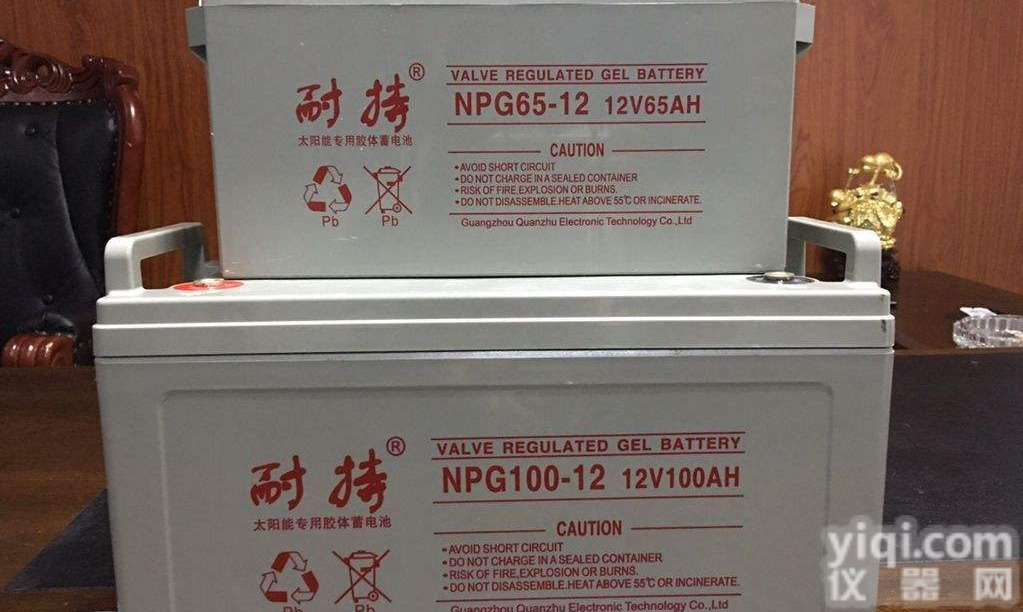 耐持®
太阳能专用胶体蓄电池
Pb Pb
VALVE REGULATED GEL BATTERY
NPG65-12 12V65AH
CAUTION
•AVOID SHORT CIRCUIT
•DO NOT CHARGE IN A SEALED CONTAINER
•RISK OF FIRE,EXPLOSION OR BURNS.
•DO NOT DISASSEMBLE.HEAT ABOVE 55℃ OR INCINERATE.
Guangzhou Quanzhu Electronic Technology Co.,Ltd
耐持®
太阳能专用胶体蓄电池
Pb Pb
VALVE REGULATED GEL BATTERY
NPG100-12 12V100AH
CAUTION
•AVOID SHORT CIRCUIT
•DO NOT CHARGE IN A SEALED CONTAINER
•RISK OF FIRE,EXPLOSION OR BURNS.
•DO NOT DISASSEMBLE.HEAT ABOVE 55℃ OR INCINERATE.
Guangzhou Quanzhu Electronic Technology Co.,Ltd
yiqi.com
仪器网